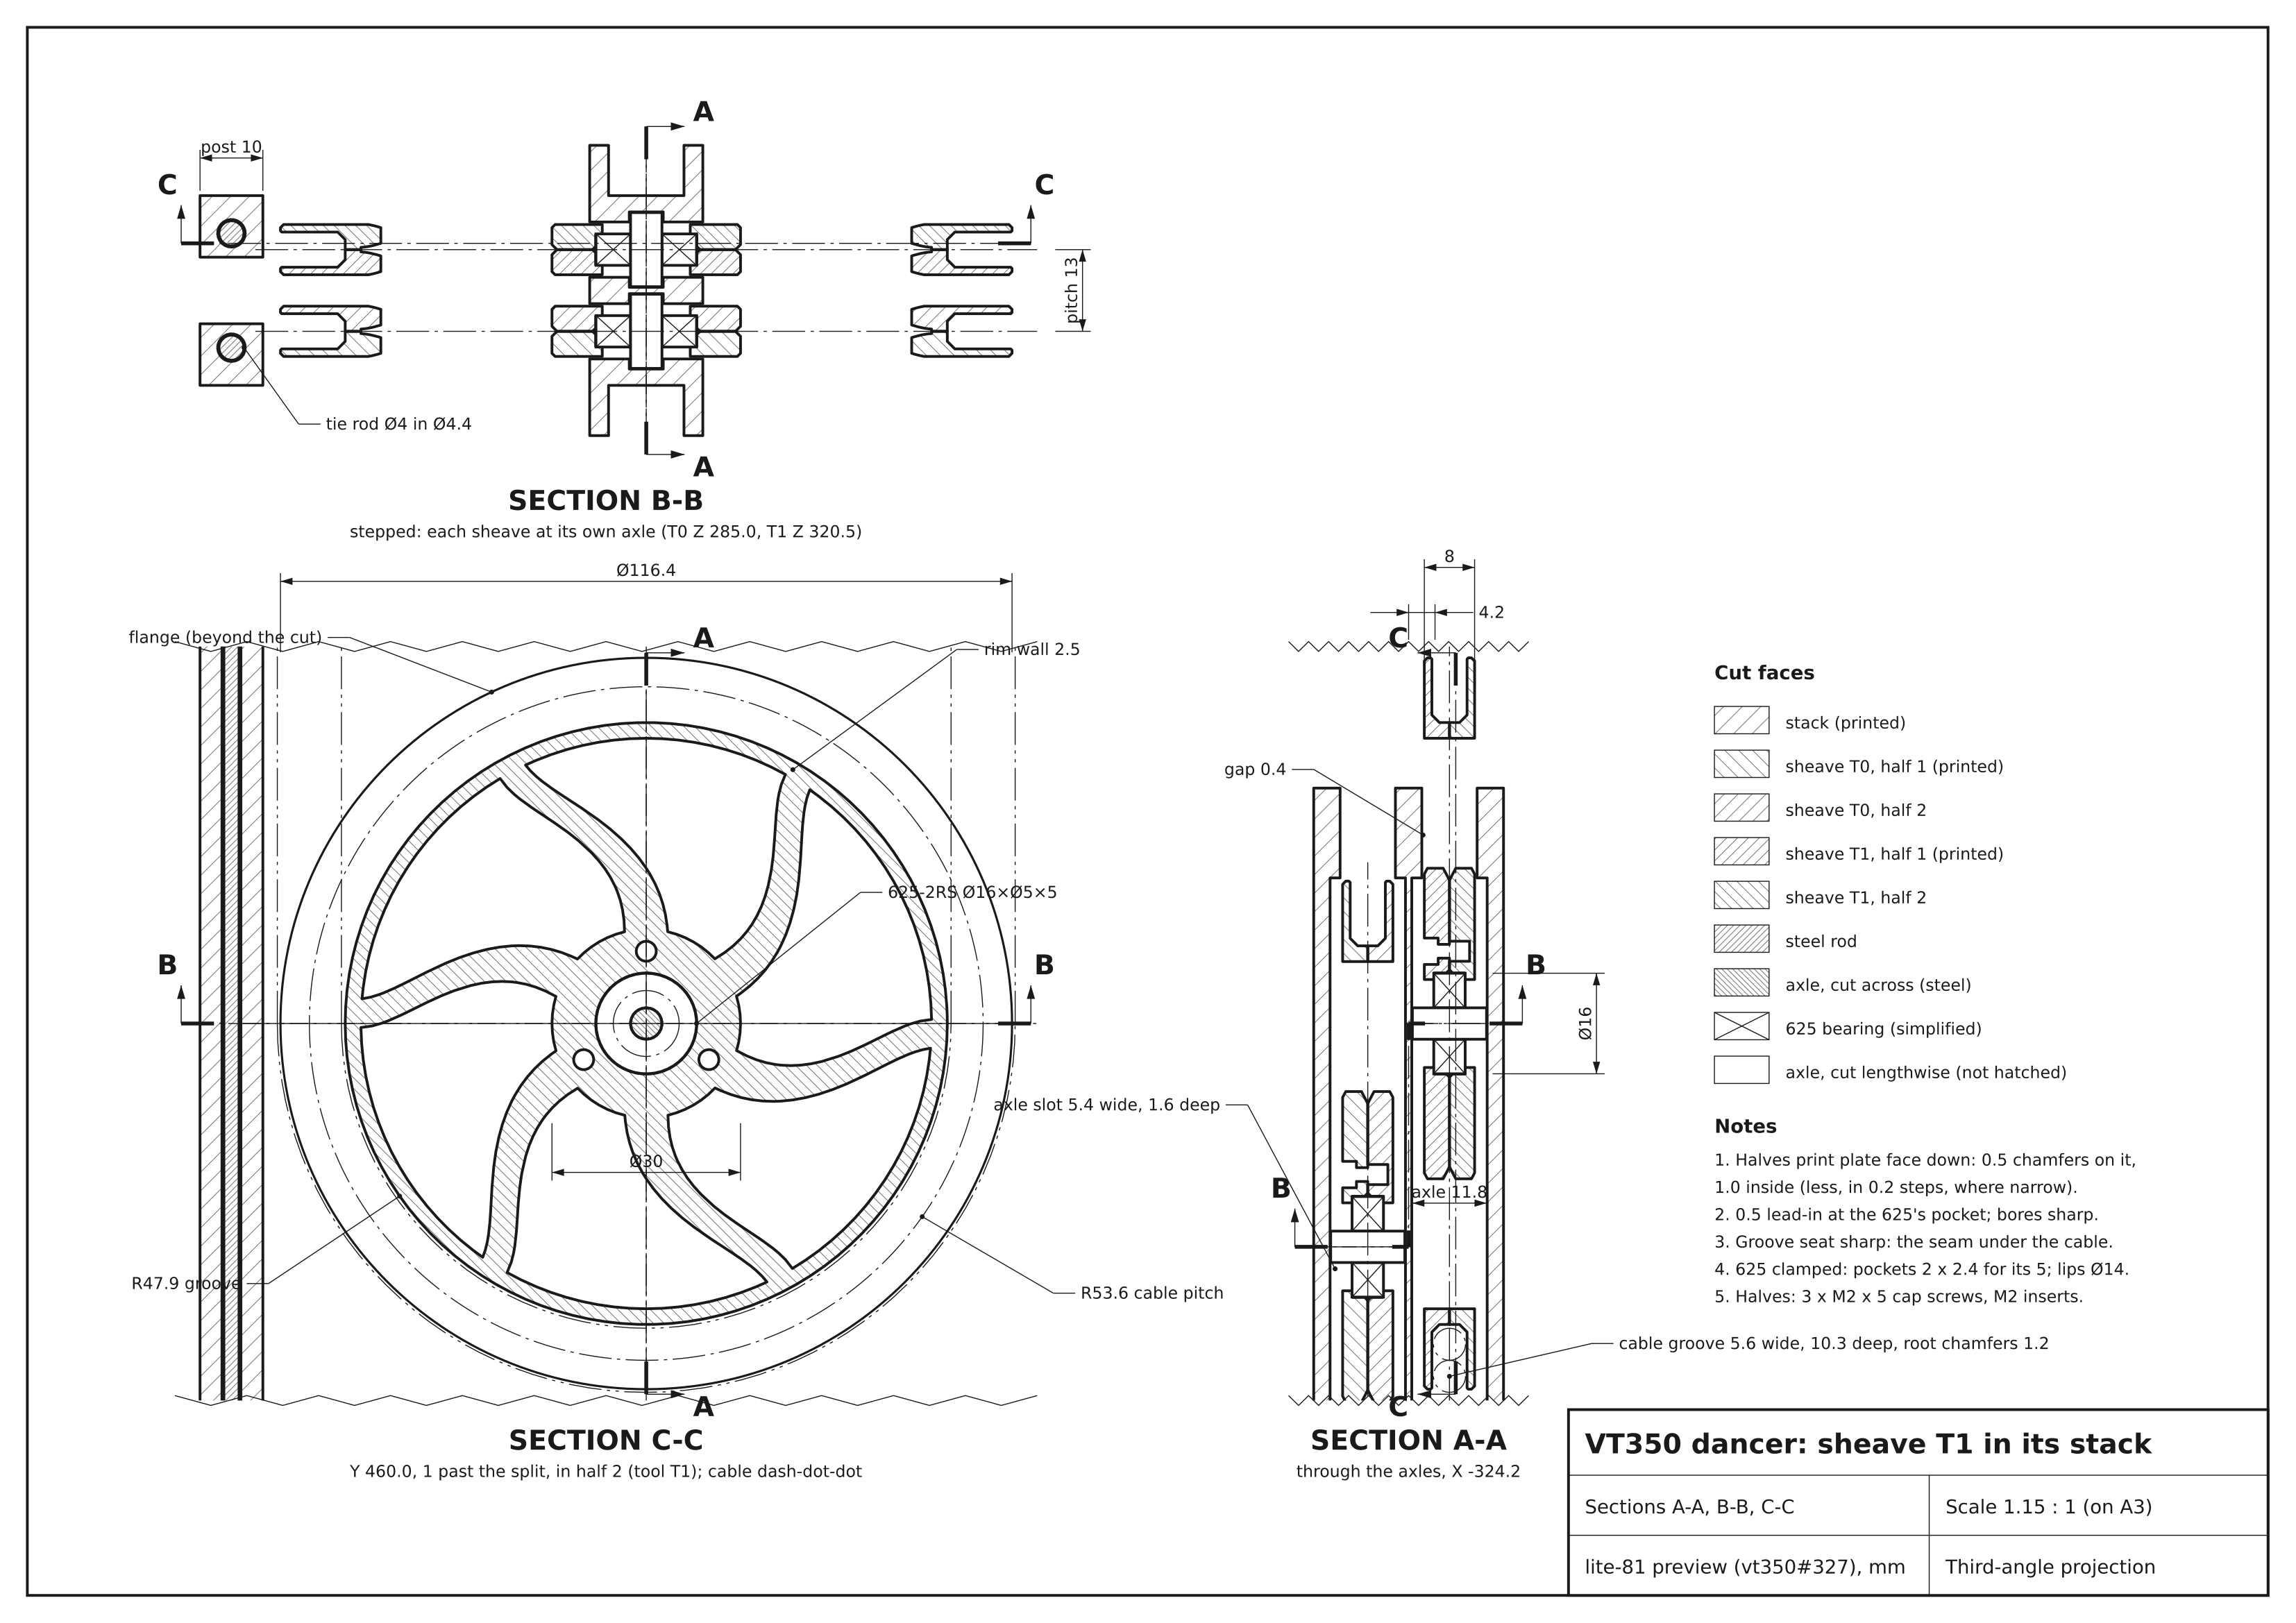 A
post 10
C
C
pitch 13
tie rod Ø4 in Ø4.4
A
SECTION B-B
stepped: each sheave at its own axle (T0 Z 285.0, T1 Z 320.5)
8
Ø116.4
4.2
flange (beyond the cut)
A
C
rim wall 2.5
Cut faces
stack (printed)
gap 0.4
sheave T0, half 1 (printed)
sheave T0, half 2
sheave T1, half 1 (printed)
625-2RS Ø16×Ø5×5
sheave T1, half 2
steel rod
B
B
B
axle, cut across (steel)
Ø16
625 bearing (simplified)
axle, cut lengthwise (not hatched)
axle slot 5.4 wide, 1.6 deep
Notes
Ø30
1. Halves print plate face down: 0.5 chamfers on it,
B
axle 11.8
1.0 inside (less, in 0.2 steps, where narrow).
2. 0.5 lead-in at the 625's pocket; bores sharp.
3. Groove seat sharp: the seam under the cable.
4. 625 clamped: pockets 2 x 2.4 for its 5; lips Ø14.
R47.9 groove
R53.6 cable pitch
5. Halves: 3 x M2 x 5 cap screws, M2 inserts.
cable groove 5.6 wide, 10.3 deep, root chamfers 1.2
A
C
SECTION C-C
Y 460.0, 1 past the split, in half 2 (tool T1); cable dash-dot-dot
SECTION A-A
through the axles, X -324.2
VT350 dancer: sheave T1 in its stack
Sections A-A, B-B, C-C
Scale 1.15 : 1 (on A3)
lite-81 preview (vt350#327), mm
Third-angle projection